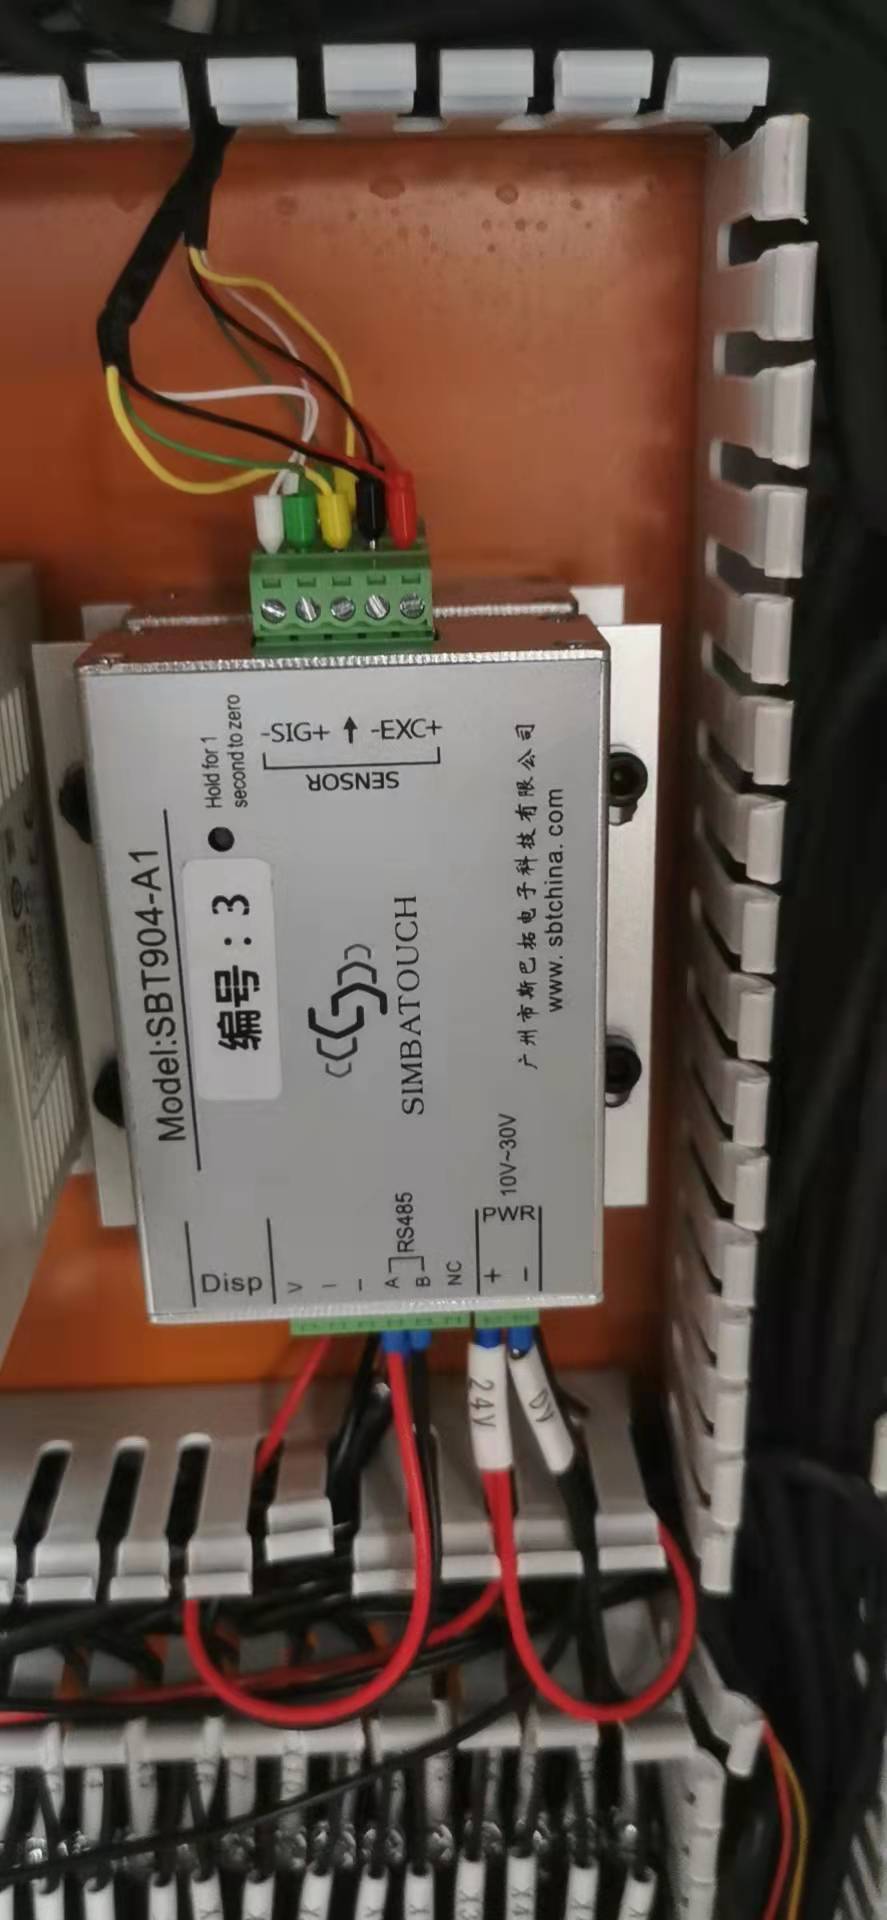 Model:SBT904-A1
Hold for 1
second to zero
编号：3
-SIG+ ↑ -EXC+
SENSOR
SIMBATOUCH
广州市斯巴拓电子科技有限公司
www.sbtchina.com
Disp
V
I
—
A
B
RS485
NC
10V~30V
PWR
+
−
24V
0V